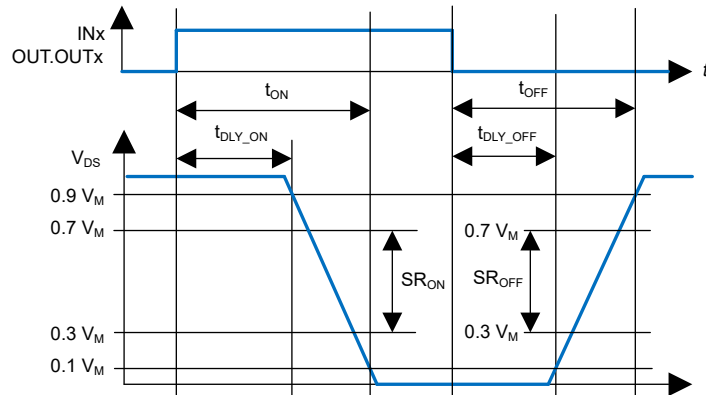 INx
OUT.OUTx
t
tON
tOFF
tDLY_ON
tDLY_OFF
VDS
0.9 VM
0.7 VM
0.7 VM
SRON
SROFF
0.3 VM
0.3 VM
0.1 VM